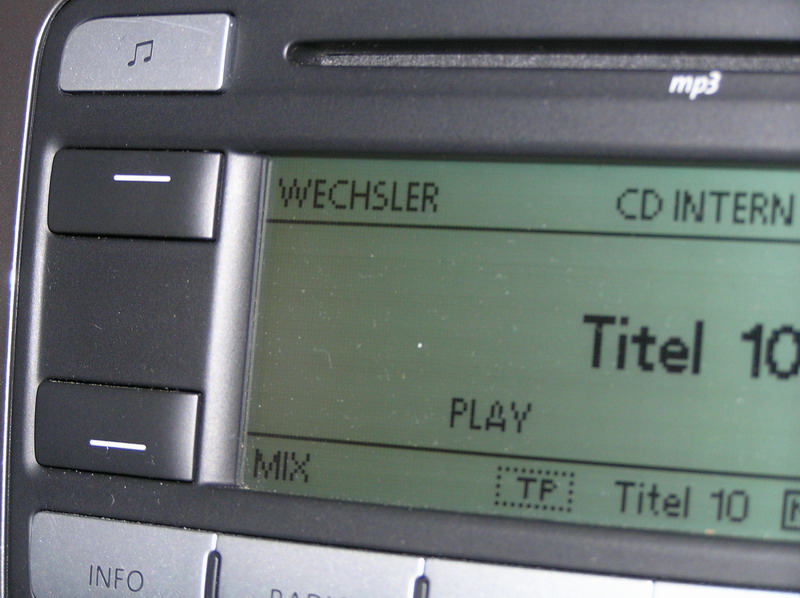 mp3
WECHSLER CD INTERN
Titel 10
PLAY
MIX TP Titel 10
INFO